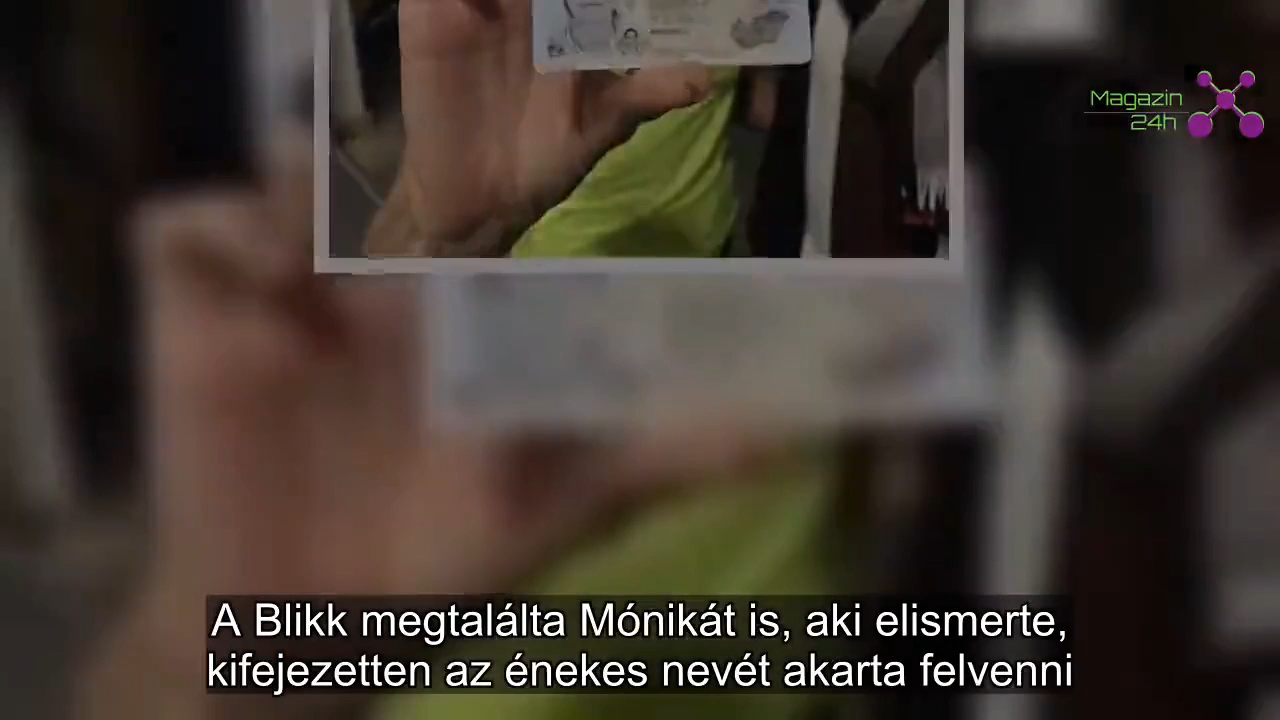 Magazin
24h
A Blikk megtalálta Mónikát is, aki elismerte,
kifejezetten az énekes nevét akarta felvenni